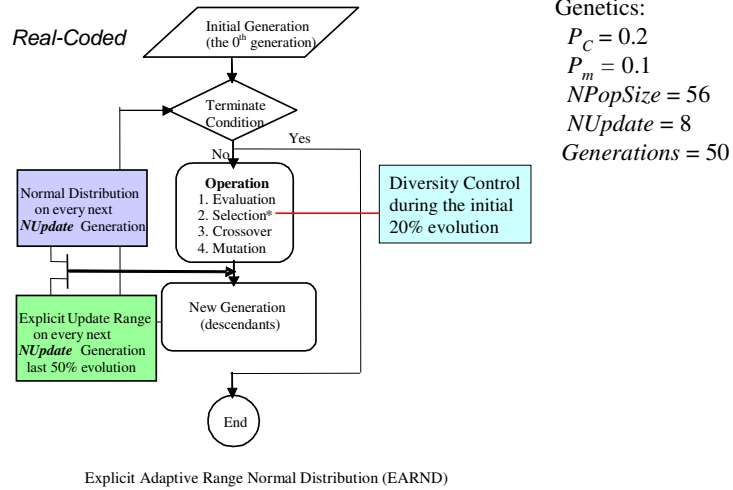 Real-Coded
Initial Generation
(the 0th generation)
Genetics:
P_C = 0.2
P_m = 0.1
NPopSize = 56
NUpdate = 8
Generations = 50
Terminate
Condition
Yes
No
Normal Distribution
on every next
NUpdate Generation
Operation
1. Evaluation
2. Selection*
3. Crossover
4. Mutation
Diversity Control
during the initial
20% evolution
Explicit Update Range
on every next
NUpdate Generation
last 50% evolution
New Generation
(descendants)
End
Explicit Adaptive Range Normal Distribution (EARND)